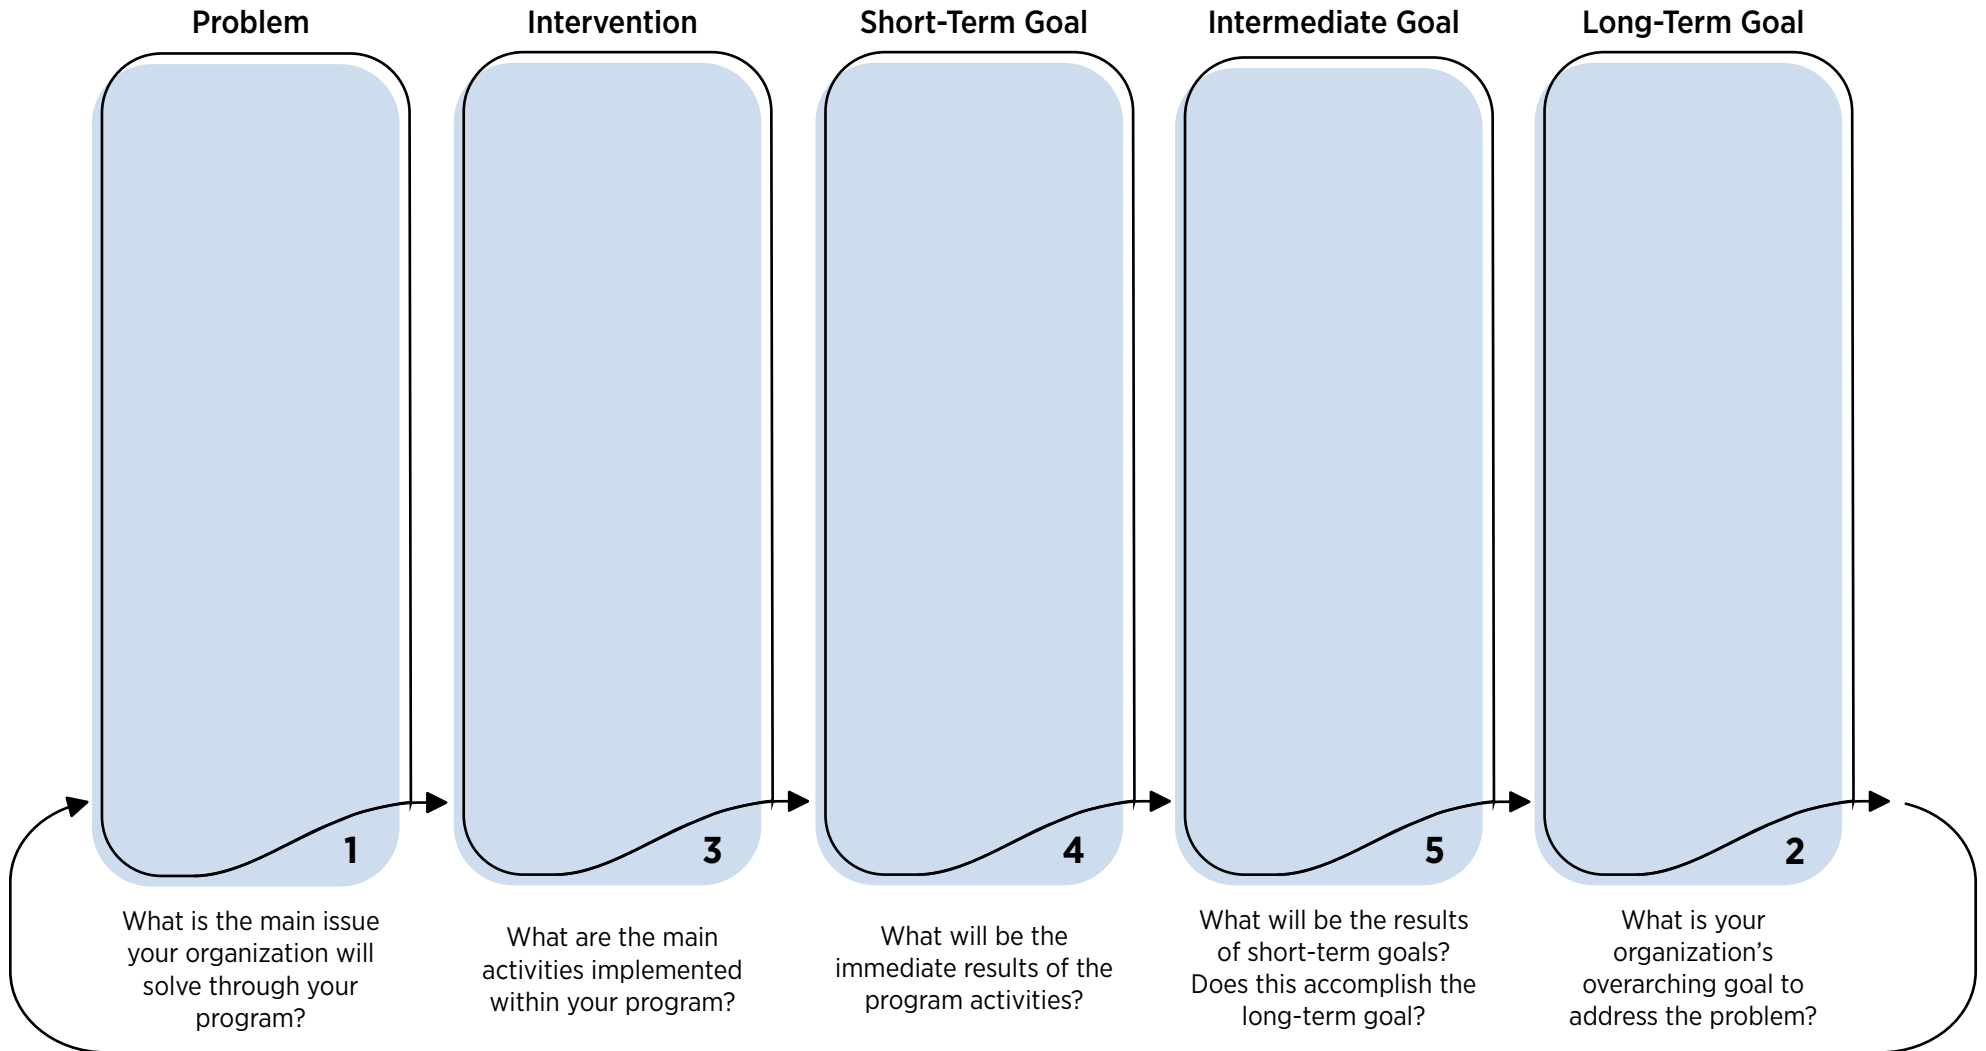 Problem
Intervention
Short-Term Goal
Intermediate Goal
Long-Term Goal
1
3
4
5
2
What is the main issue
your organization will
solve through your
program?
What are the main
activities implemented
within your program?
What will be the
immediate results of the
program activities?
What will be the results
of short-term goals?
Does this accomplish the
long-term goal?
What is your
organization’s
overarching goal to
address the problem?